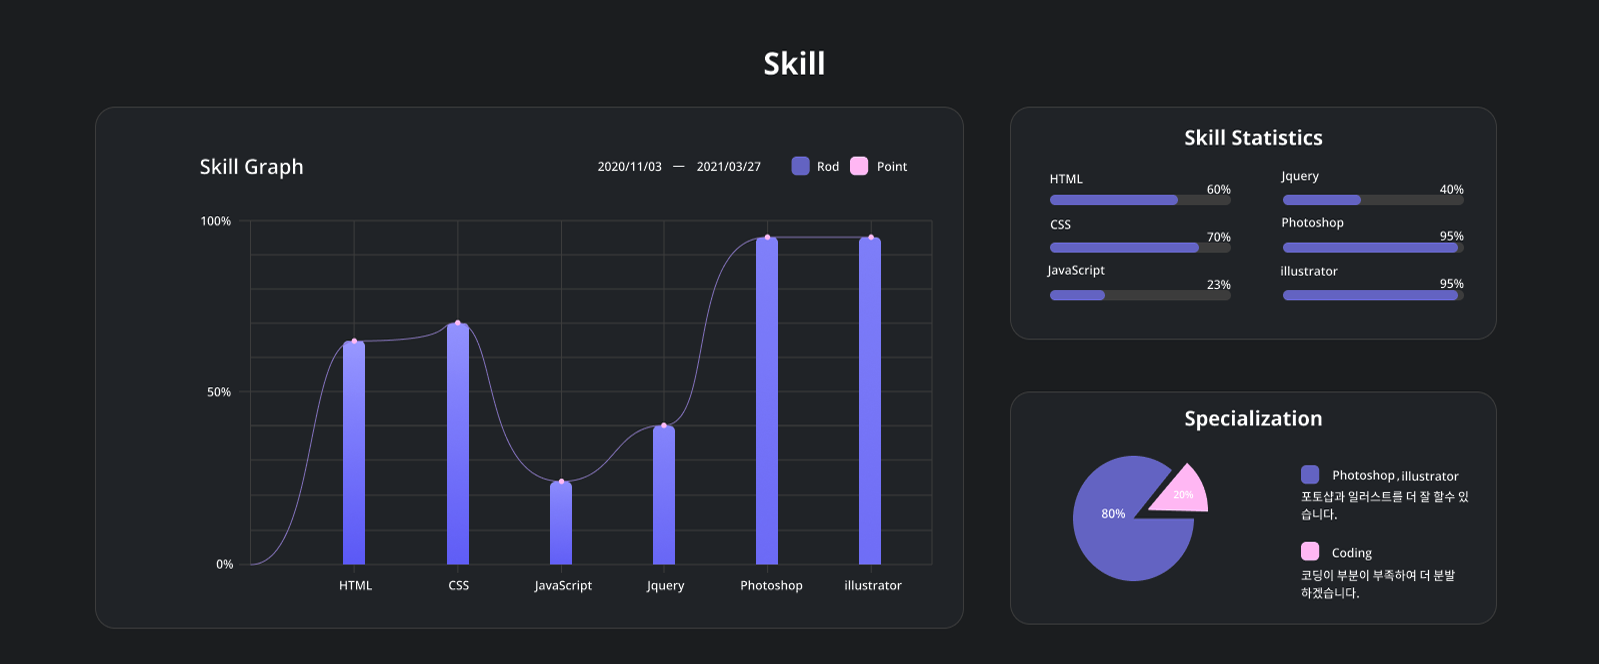 Skill
Skill Graph
2020/11/03 — 2021/03/27
Rod
Point
100%
50%
0%
HTML
CSS
JavaScript
Jquery
Photoshop
illustrator
Skill Statistics
HTML
60%
CSS
70%
JavaScript
23%
Jquery
40%
Photoshop
95%
illustrator
95%
Specialization
80%
20%
Photoshop, illustrator
포토샵과 일러스트를 더 잘 할수 있
습니다.
Coding
코딩이 부분이 부족하여 더 분발
하겠습니다.